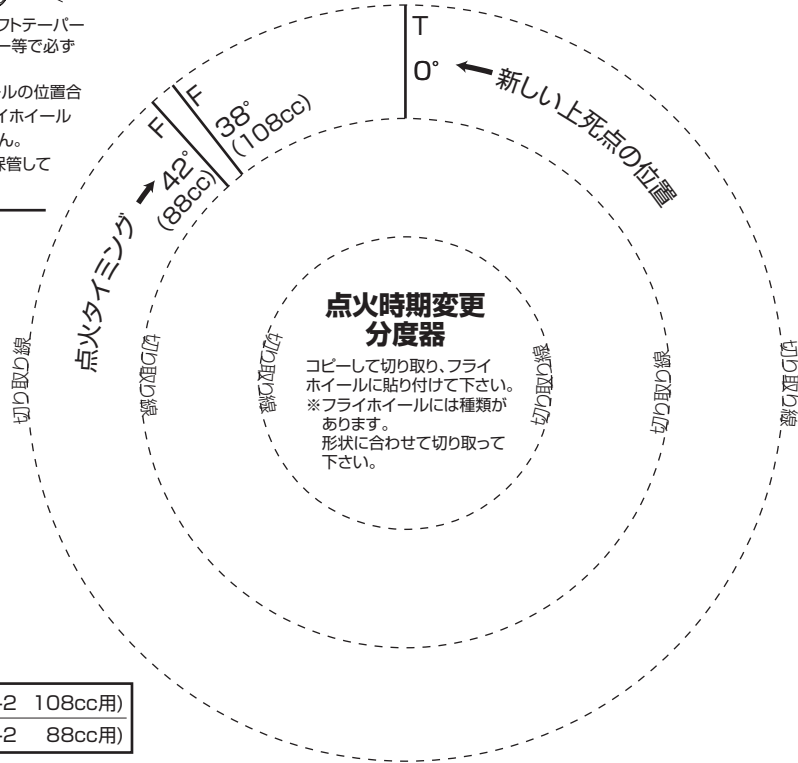 フトテーパー
ー等で必ず
ールの位置合
イホイール
ん。
保管して
T
0°
新しい上死点の位置
F
38°
(108cc)
F
42°
(88cc)
点火タイミング
点火時期変更
分度器
コピーして切り取り、フライ
ホイールに貼り付けて下さい。
※フライホイールには種類が
あります。
形状に合わせて切り取って
下さい。
切り取り線
切り取り線
切り取り線
切り取り線
切り取り線
切り取り線
-2 108cc用)
-2 88cc用)